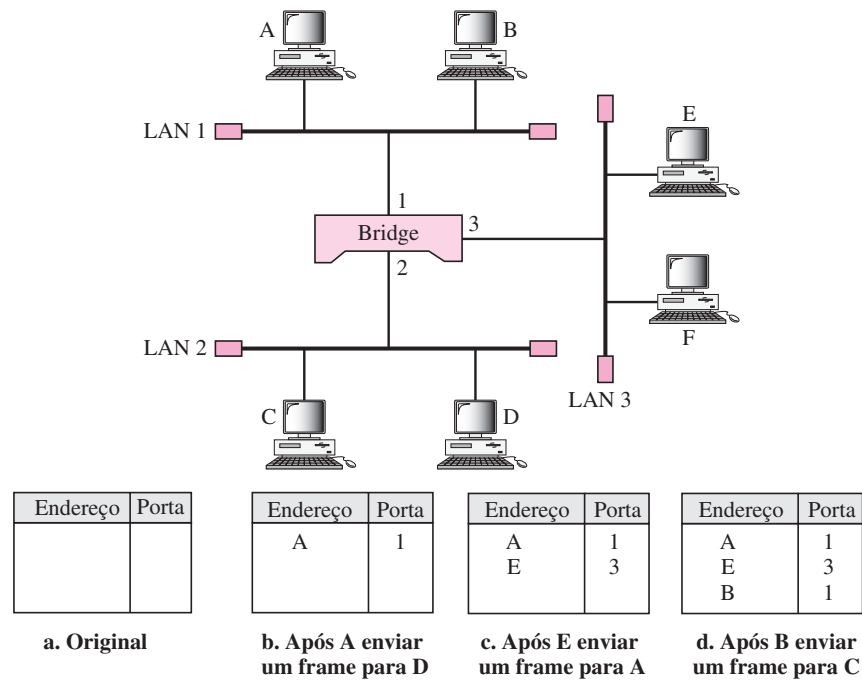 A
B
LAN 1
E
1
3
Bridge
2
F
LAN 2
LAN 3
C
D
Endereço Porta
a. Original
Endereço Porta
A 1
b. Após A enviar
um frame para D
Endereço Porta
A 1
E 3
c. Após E enviar
um frame para A
Endereço Porta
A 1
E 3
B 1
d. Após B enviar
um frame para C